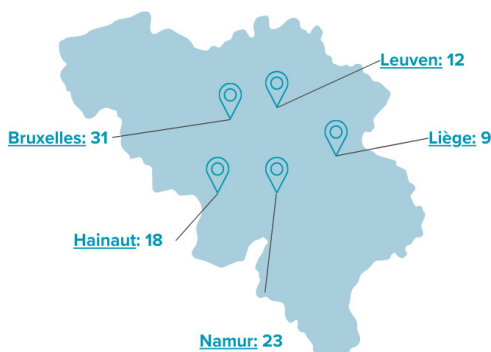 Leuven: 12
Bruxelles: 31
Liège: 9
Hainaut: 18
Namur: 23